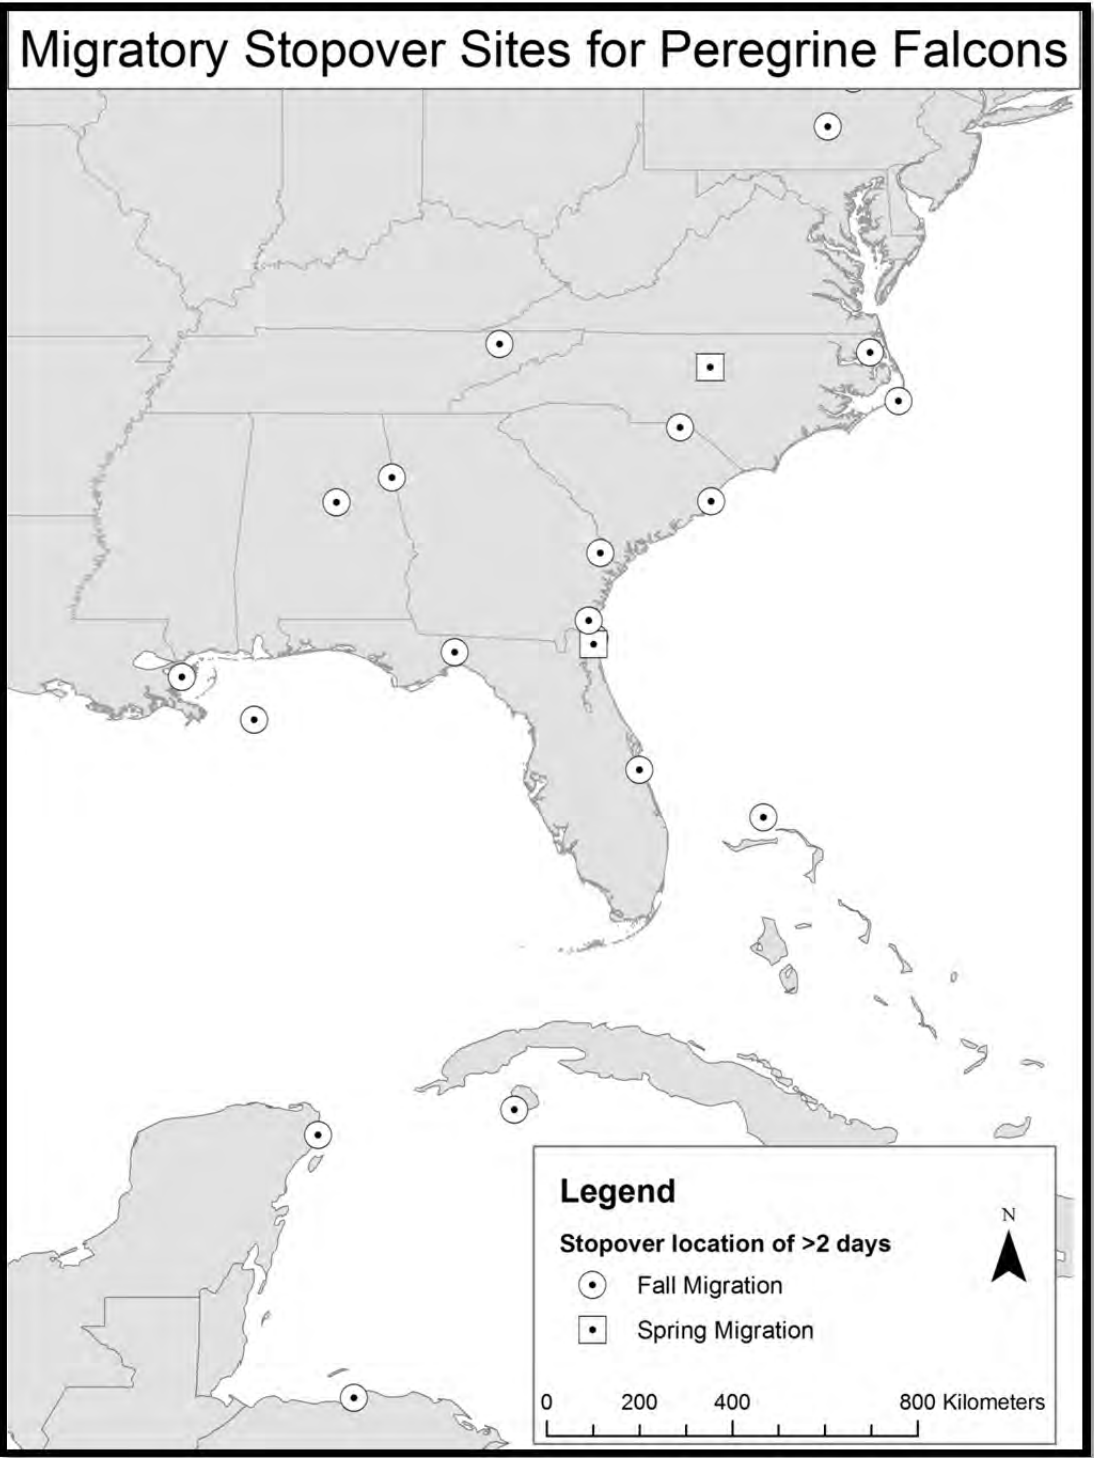 Migratory Stopover Sites for Peregrine Falcons
Legend
N
Stopover location of >2 days
Fall Migration
Spring Migration
0 200 400 800 Kilometers